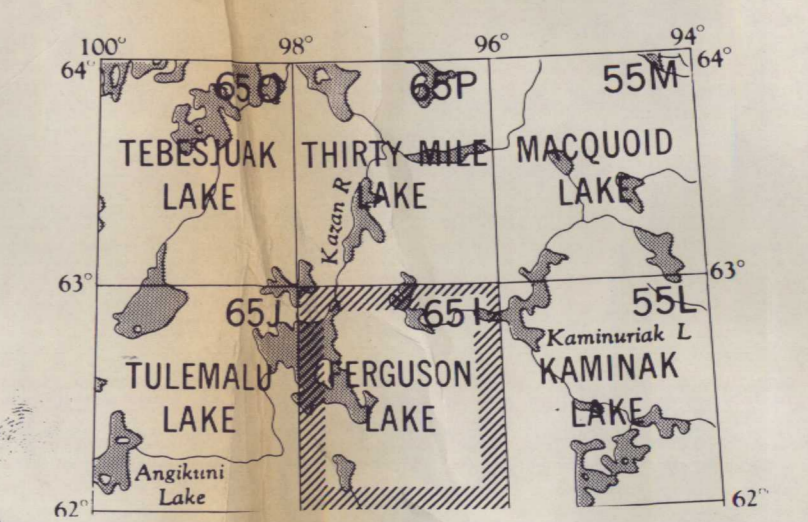 100°
98°
96°
94°
64°
65O
65P
55M
64°
TEBESJUAK
LAKE
THIRTY MILE
LAKE
MACQUOID
LAKE
Kazan R
63°
65J
65I
55L
63°
TULEMALU
LAKE
FERGUSON
LAKE
Kaminuriak L
KAMINAK
LAKE
Angikuni
Lake
62°
62°